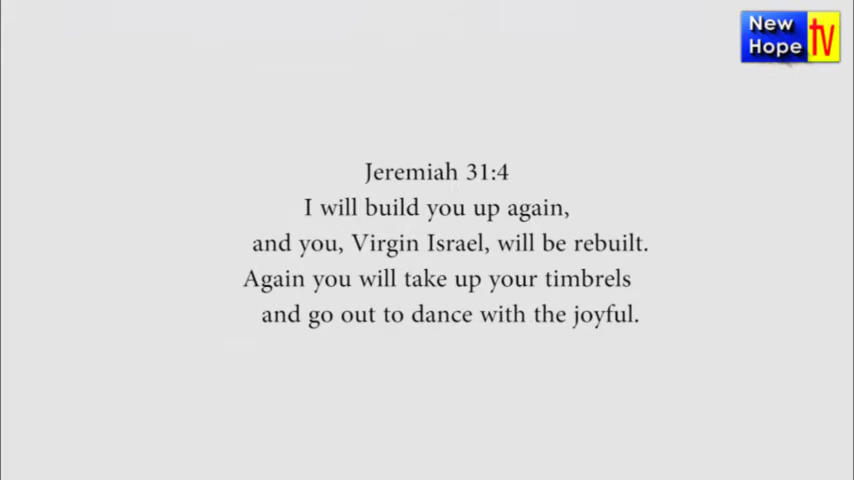 New
Hope
tv
Jeremiah 31:4
I will build you up again,
and you, Virgin Israel, will be rebuilt.
Again you will take up your timbrels
and go out to dance with the joyful.